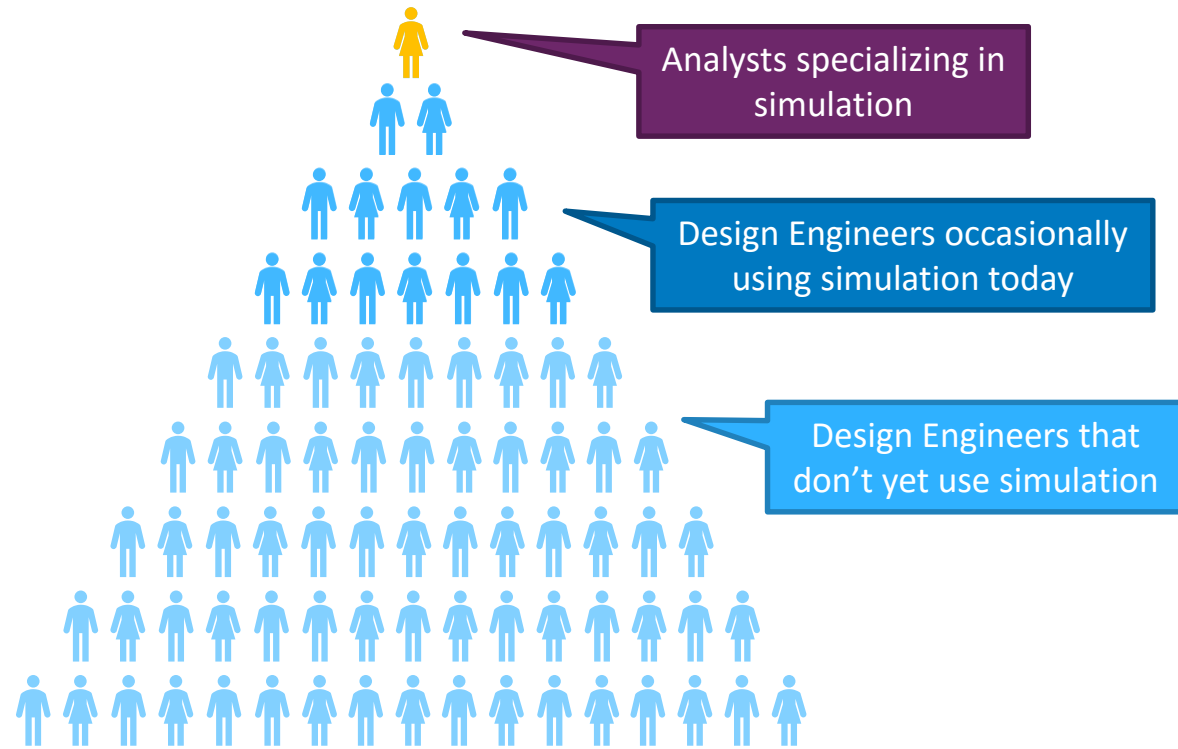 Analysts specializing in
simulation
Design Engineers occasionally
using simulation today
Design Engineers that
don’t yet use simulation